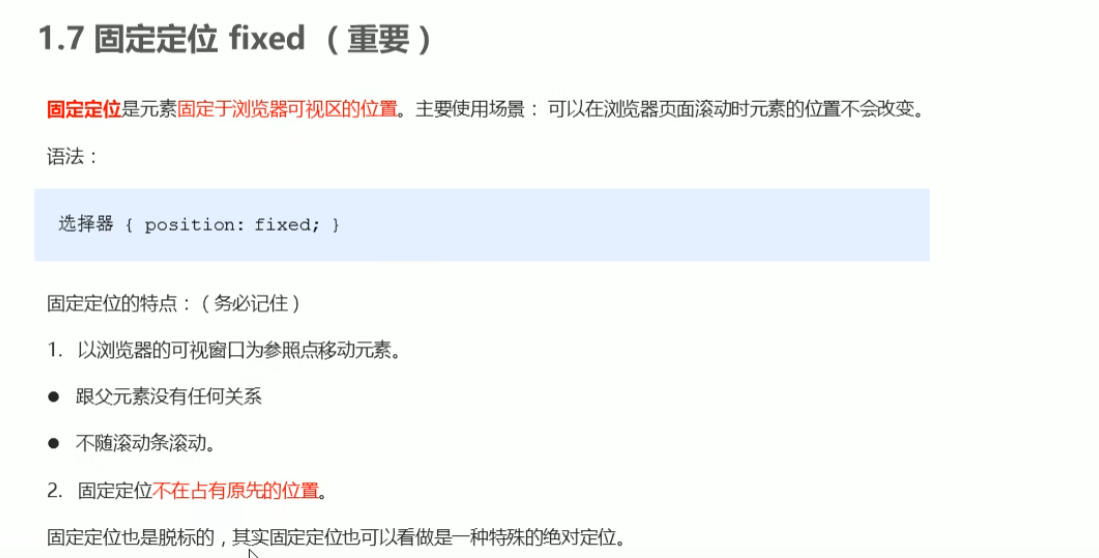 1.7 固定定位 fixed （重要）
固定定位是元素固定于浏览器可视区的位置。主要使用场景： 可以在浏览器页面滚动时元素的位置不会改变。
语法：
选择器 { position: fixed; }
固定定位的特点：（务必记住）
1. 以浏览器的可视窗口为参照点移动元素。
● 跟父元素没有任何关系
● 不随滚动条滚动。
2. 固定定位不在占有原先的位置。
固定定位也是脱标的，其实固定定位也可以看做是一种特殊的绝对定位。